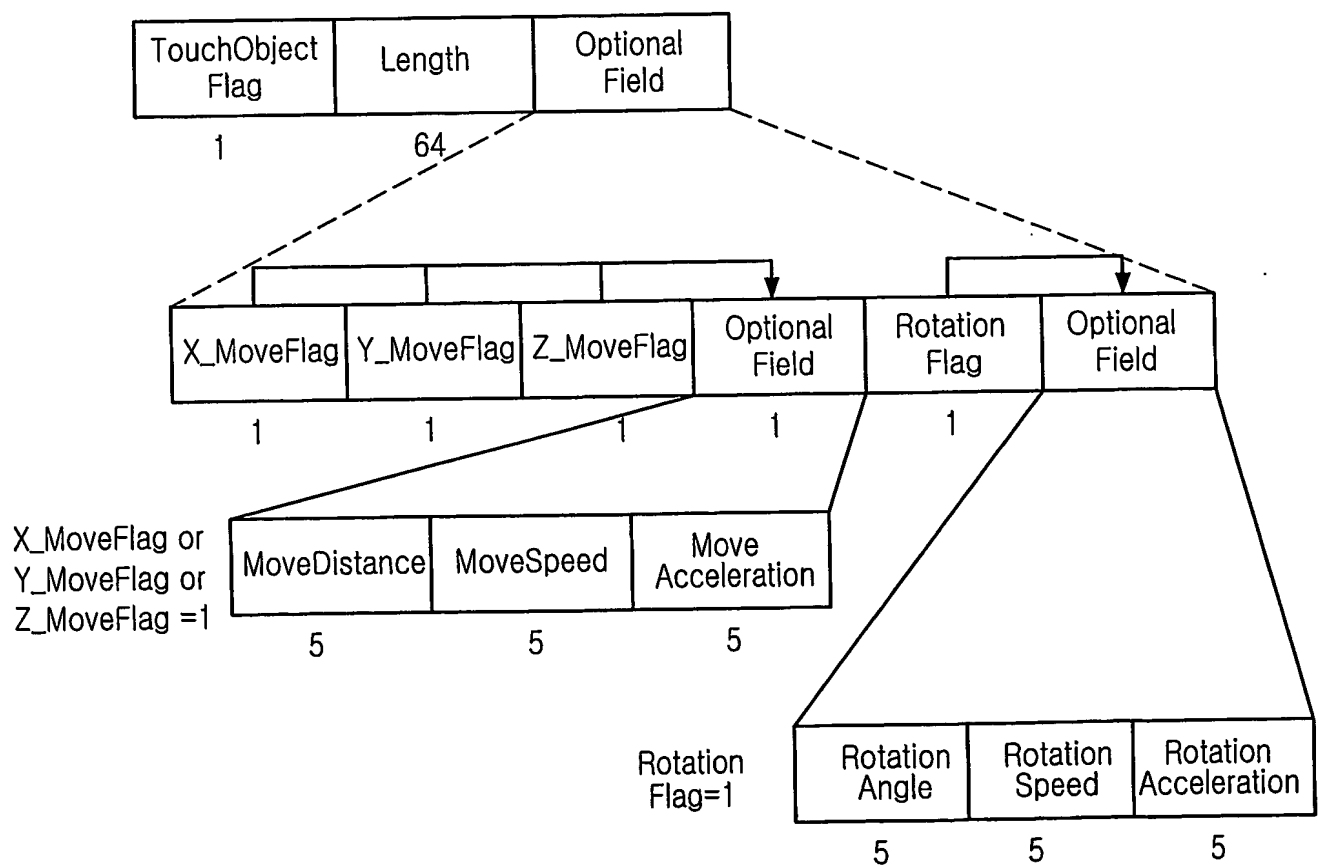 TouchObject
Flag
Length
Optional
Field
1
64
X_MoveFlag
Y_MoveFlag
Z_MoveFlag
Optional
Field
Rotation
Flag
Optional
Field
1
1
1
1
1
X_MoveFlag or
Y_MoveFlag or
Z_MoveFlag =1
MoveDistance
MoveSpeed
Move
Acceleration
5
5
5
Rotation
Flag=1
Rotation
Angle
Rotation
Speed
Rotation
Acceleration
5
5
5